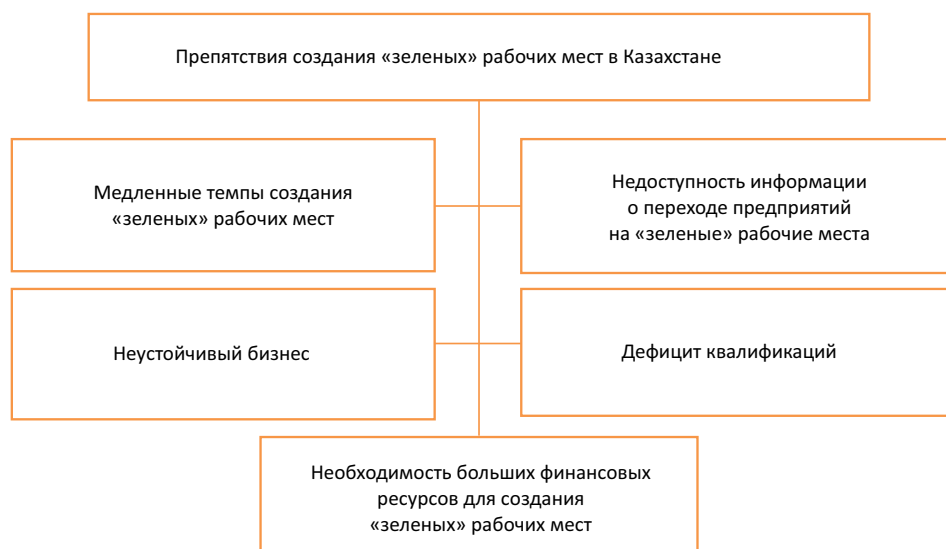 Препятствия создания «зеленых» рабочих мест в Казахстане
Медленные темпы создания
«зеленых» рабочих мест
Недоступность информации
о переходе предприятий
на «зеленые» рабочие места
Неустойчивый бизнес
Дефицит квалификаций
Необходимость больших финансовых
ресурсов для создания
«зеленых» рабочих мест